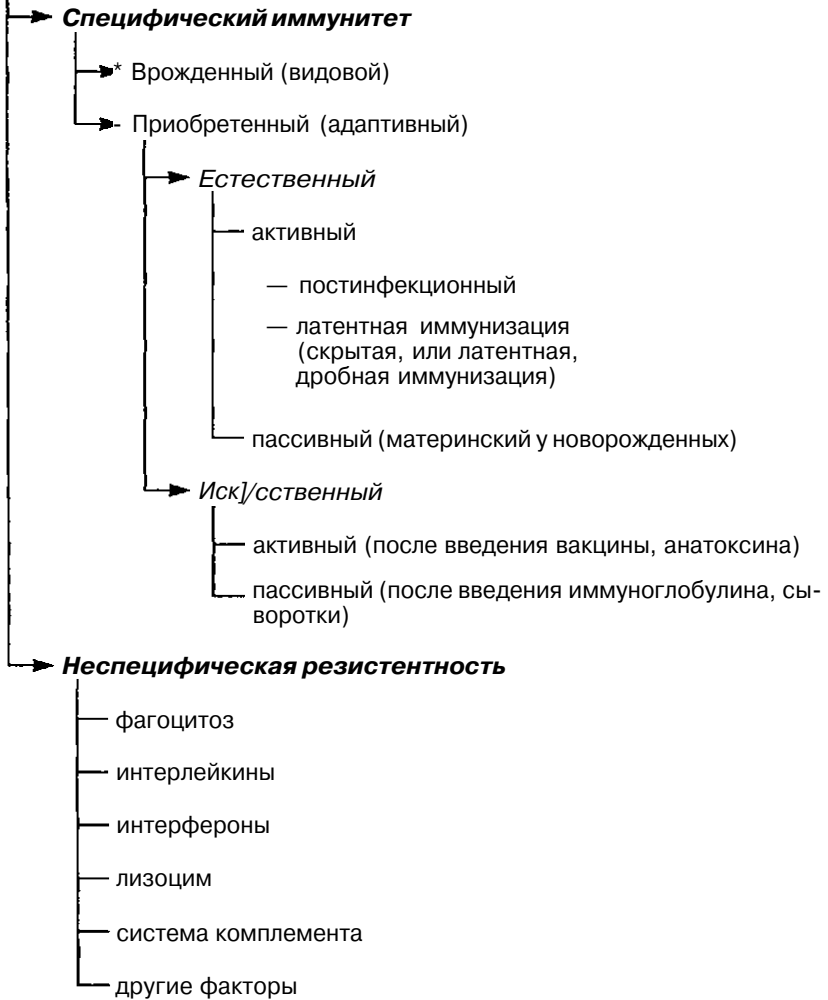 Специфический иммунитет
* Врожденный (видовой)
- Приобретенный (адаптивный)
Естественный
активный
— постинфекционный
— латентная иммунизация
(скрытая, или латентная,
дробная иммунизация)
пассивный (материнский у новорожденных)
Иск]/сственный
активный (после введения вакцины, анатоксина)
пассивный (после введения иммуноглобулина, сы-
воротки)
Неспецифическая резистентность
фагоцитоз
интерлейкины
интерфероны
лизоцим
система комплемента
другие факторы